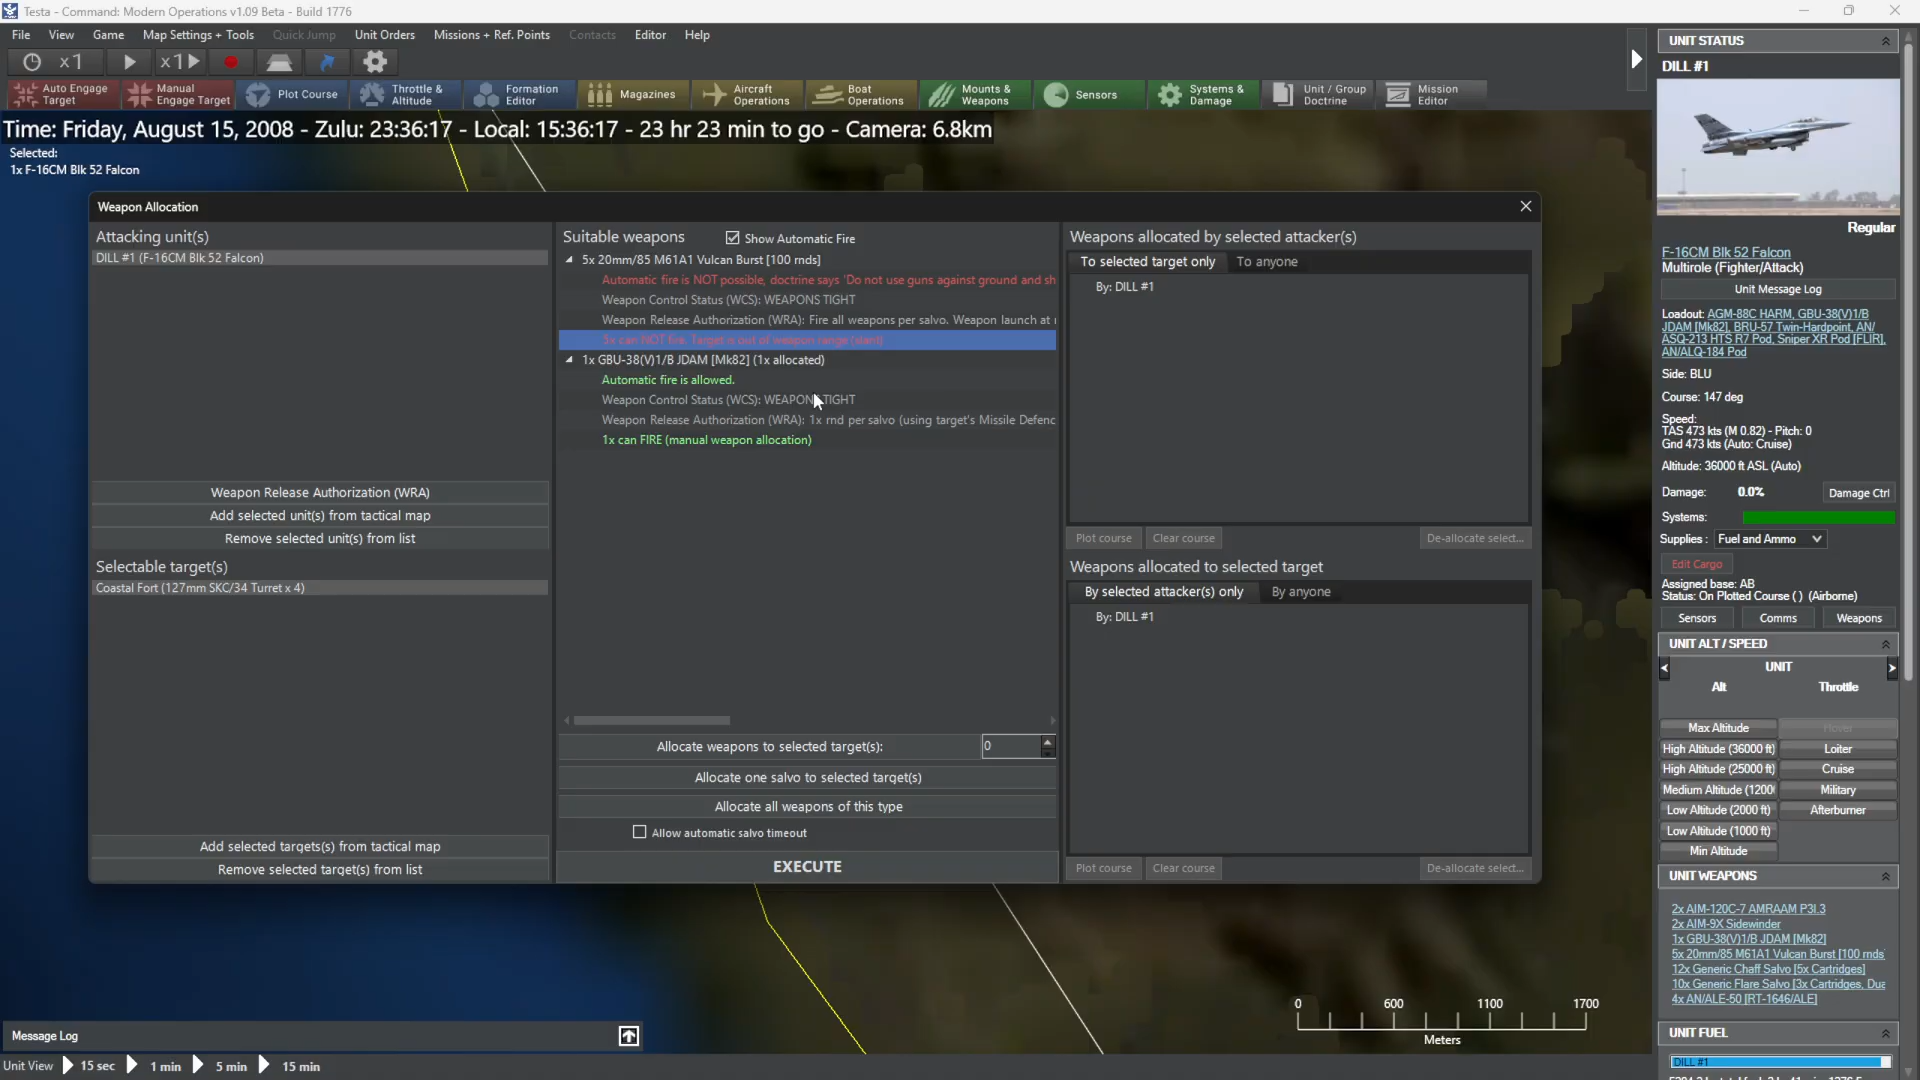 Testa - Command: Modern Operations v1.09 Beta - Build 1776
File View Game Map Settings + Tools Quick Jump Unit Orders Missions + Ref. Points Contacts Editor Help
x 1 x1
Auto Engage Target
Manual Engage Target
Plot Course
Throttle & Altitude
Formation Editor
Magazines
Aircraft Operations
Boat Operations
Mounts & Weapons
Sensors
Systems & Damage
Unit / Group Doctrine
Mission Editor
Time: Friday, August 15, 2008 - Zulu: 23:36:17 - Local: 15:36:17 - 23 hr 23 min to go - Camera: 6.8km
Selected:
1x F-16CM Blk 52 Falcon
Weapon Allocation
Attacking unit(s)
DILL #1 (F-16CM Blk 52 Falcon)
Weapon Release Authorization (WRA)
Add selected unit(s) from tactical map
Remove selected unit(s) from list
Selectable target(s)
Coastal Fort (127mm SKC/34 Turret x 4)
Add selected targets(s) from tactical map
Remove selected target(s) from list
Suitable weapons Show Automatic Fire
5x 20mm/85 M61A1 Vulcan Burst [100 rnds]
Automatic fire is NOT possible, doctrine says 'Do not use guns against ground and sh
Weapon Control Status (WCS): WEAPONS TIGHT
Weapon Release Authorization (WRA): Fire all weapons per salvo. Weapon launch at
5x can NOT fire. Target is out of weapon range (slant)
1x GBU-38(V)1/B JDAM [Mk82] (1x allocated)
Automatic fire is allowed.
Weapon Control Status (WCS): WEAPON TIGHT
Weapon Release Authorization (WRA): 1x rnd per salvo (using target's Missile Defenc
1x can FIRE (manual weapon allocation)
Allocate weapons to selected target(s): 0
Allocate one salvo to selected target(s)
Allocate all weapons of this type
Allow automatic salvo timeout
EXECUTE
Weapons allocated by selected attacker(s)
To selected target only To anyone
By: DILL #1
Plot course Clear course De-allocate select...
Weapons allocated to selected target
By selected attacker(s) only By anyone
By: DILL #1
Plot course Clear course De-allocate select...
0 600 1100 1700
Meters
Message Log
Unit View 15 sec 1 min 5 min 15 min
UNIT STATUS
DILL #1
Regular
F-16CM Blk 52 Falcon
Multirole (Fighter/Attack)
Unit Message Log
Loadout: AGM-88C HARM, GBU-38(V)1/B
JDAM [Mk82], BRU-57 Twin-Hardpoint, AN/
ASQ-213 HTS R7 Pod, Sniper XR Pod [FLIR],
AN/ALQ-184 Pod
Side: BLU
Course: 147 deg
Speed:
TAS 473 kts (M 0.82) - Pitch: 0
Gnd 473 kts (Auto: Cruise)
Altitude: 36000 ft ASL (Auto)
Damage: 0.0% Damage Ctrl
Systems:
Supplies : Fuel and Ammo
Edit Cargo
Assigned base: AB
Status: On Plotted Course ( ) (Airborne)
Sensors Comms Weapons
UNIT ALT / SPEED
UNIT
Alt Throttle
Max Altitude Hover
High Altitude (36000 ft) Loiter
High Altitude (25000 ft) Cruise
Medium Altitude (1200 Military
Low Altitude (2000 ft) Afterburner
Low Altitude (1000 ft)
Min Altitude
UNIT WEAPONS
2x AIM-120C-7 AMRAAM P3I.3
2x AIM-9X Sidewinder
1x GBU-38(V)1/B JDAM [Mk82]
5x 20mm/85 M61A1 Vulcan Burst [100 rnds
12x Generic Chaff Salvo [5x Cartridges]
10x Generic Flare Salvo [3x Cartridges, Dua
4x AN/ALE-50 [RT-1646/ALE]
UNIT FUEL
DILL #1